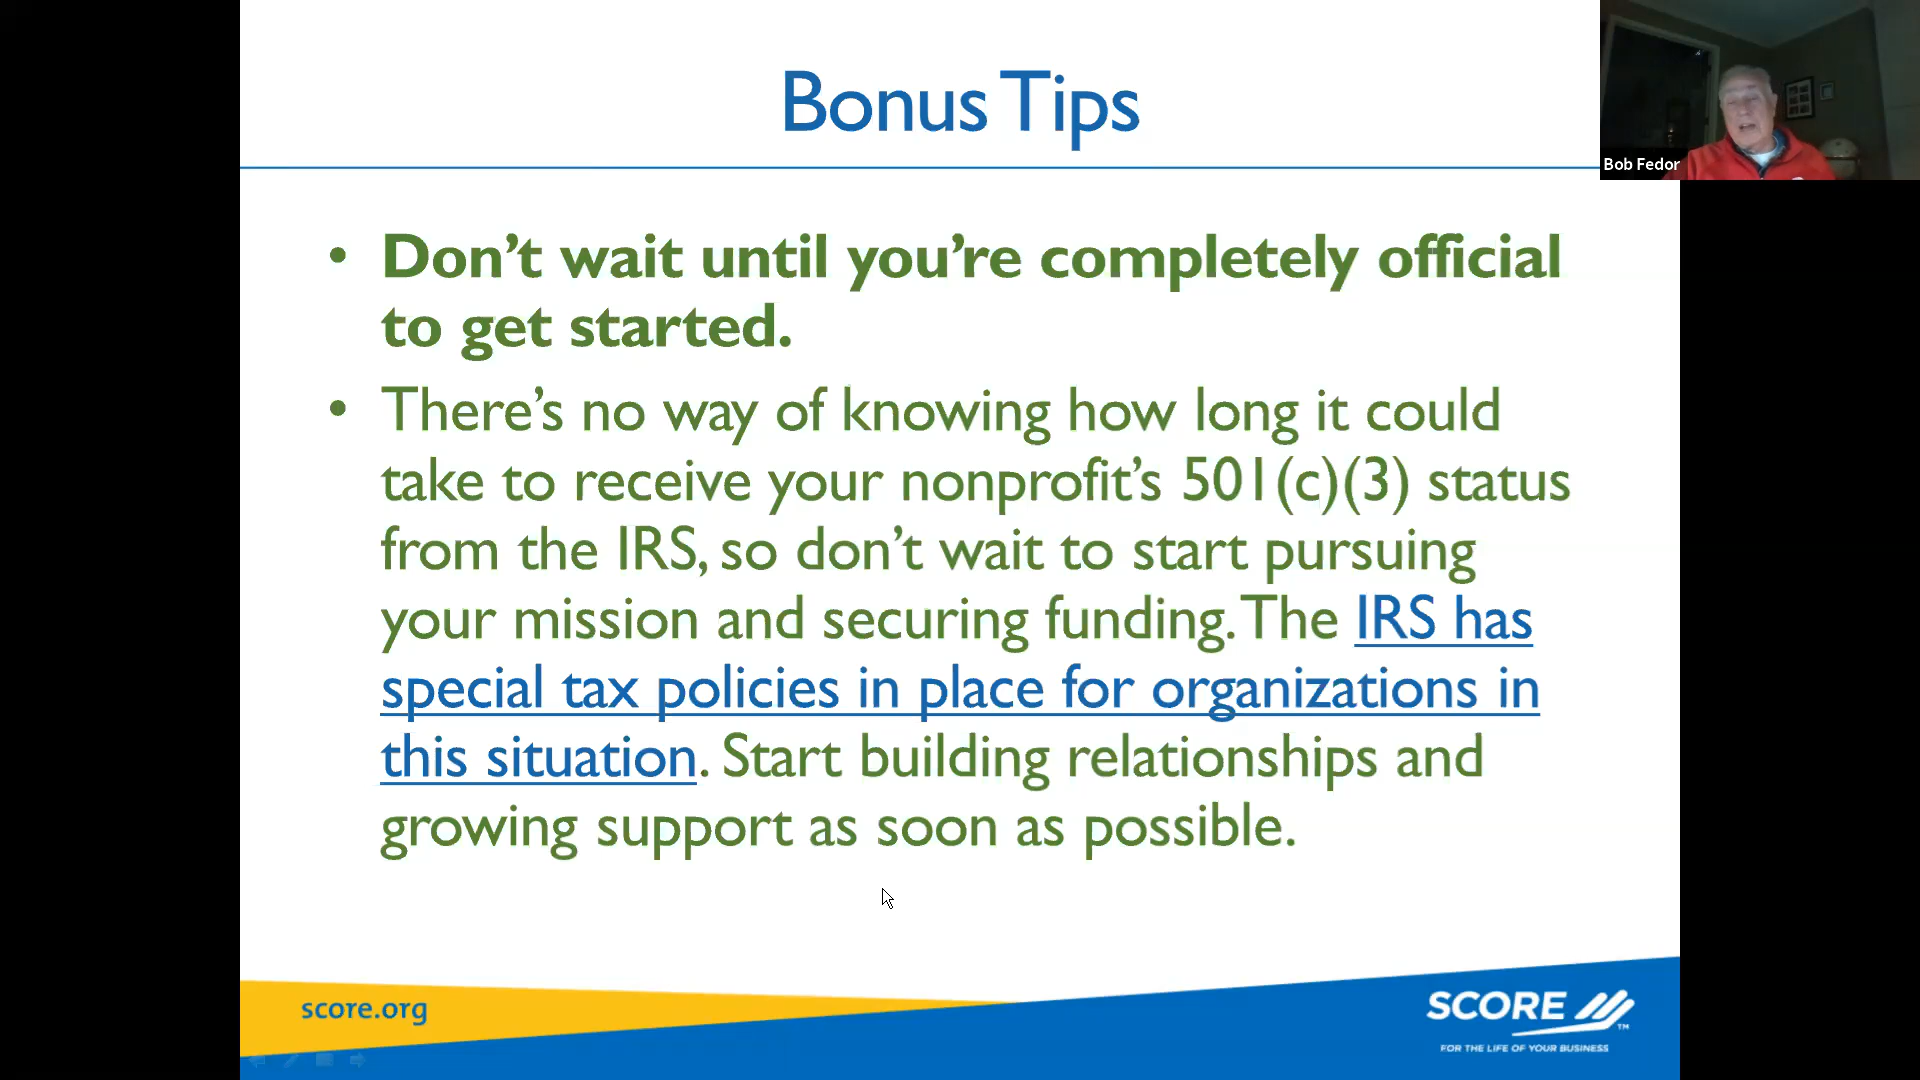 Bonus Tips
Bob Fedor
• Don’t wait until you’re completely official
to get started.
• There’s no way of knowing how long it could
take to receive your nonprofit’s 501(c)(3) status
from the IRS, so don’t wait to start pursuing
your mission and securing funding. The IRS has
special tax policies in place for organizations in
this situation. Start building relationships and
growing support as soon as possible.
score.org
SCORE
TM
FOR THE LIFE OF YOUR BUSINESS